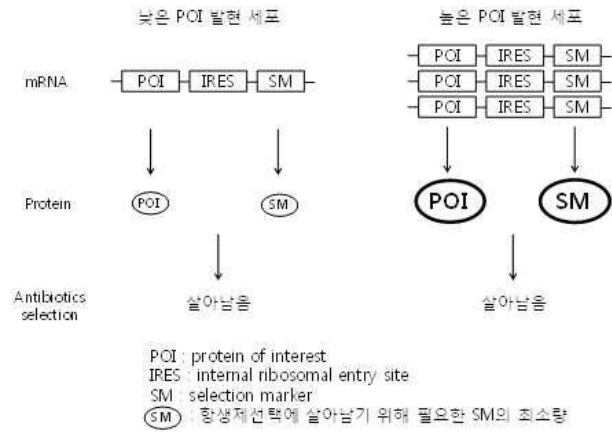 낮은 POI 발현 세포
높은 POI 발현 세포
mRNA
POI IRES SM
POI IRES SM
POI IRES SM
POI IRES SM
Protein
POI SM
POI SM
Antibiotics
selection
살아남음
살아남음
POI : protein of interest
IRES : internal ribosomal entry site
SM : selection marker
SM : 항생제선택에 살아남기 위해 필요한 SM의 최소량